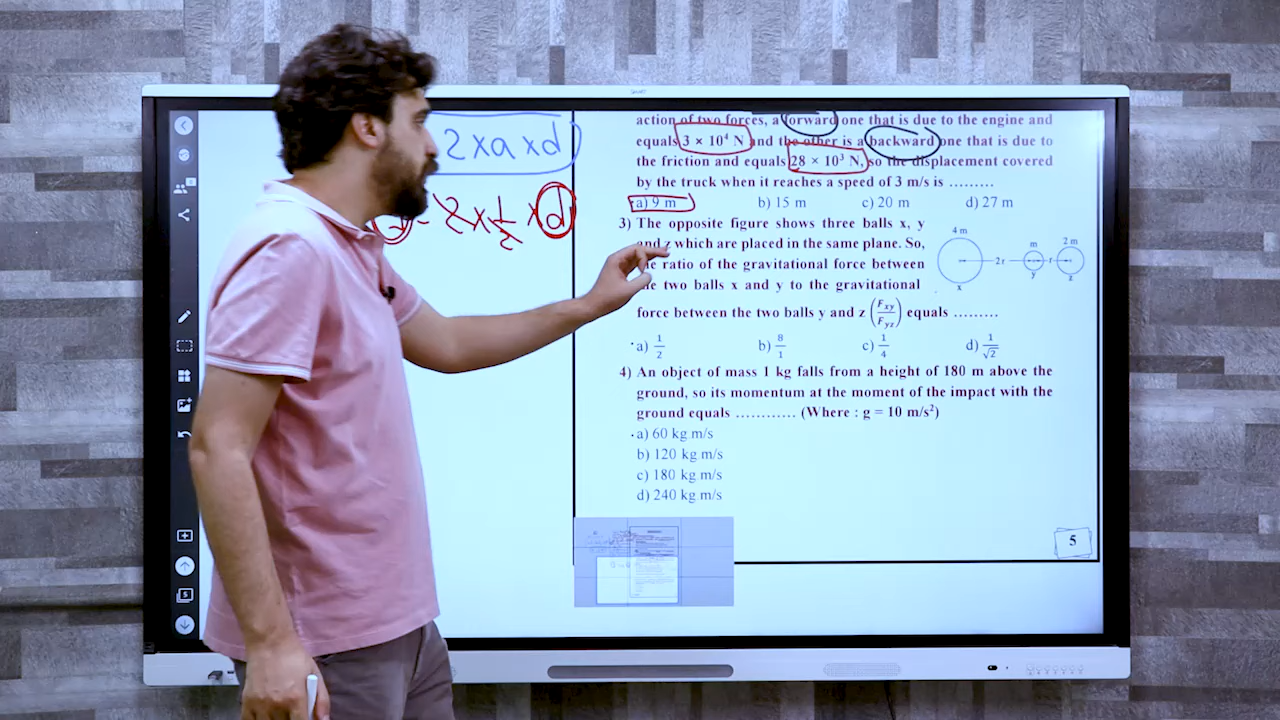 SMART
action of two forces, a forward one that is due to the engine and
equals 3 × 10⁴ N and the other is a backward one that is due to
the friction and equals 28 × 10³ N, so the displacement covered
by the truck when it reaches a speed of 3 m/s is .........
a) 9 m b) 15 m c) 20 m d) 27 m
3) The opposite figure shows three balls x, y
and z which are placed in the same plane. So,
ratio of the gravitational force between
two balls x and y to the gravitational
force between the two balls y and z (F_xy/F_yz) equals .........
a) 1/2 b) 8/1 c) 1/4 d) 1/√2
4 m
2r
x
m
y
r
2 m
z
4) An object of mass 1 kg falls from a height of 180 m above the
ground, so its momentum at the moment of the impact with the
ground equals ............ (Where : g = 10 m/s²)
a) 60 kg m/s
b) 120 kg m/s
c) 180 kg m/s
d) 240 kg m/s
5
2×a×d
2×1/2×d